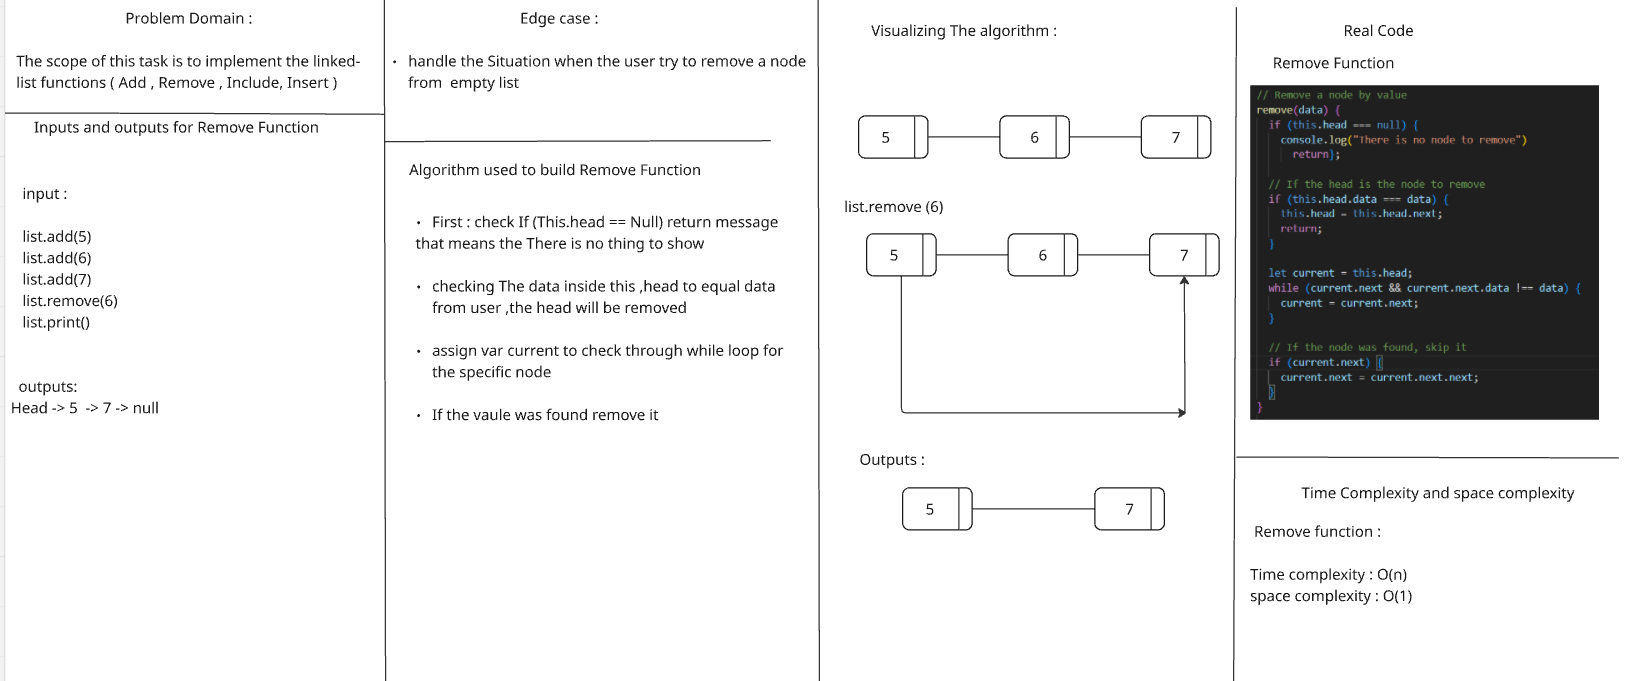 Problem Domain :
The scope of this task is to implement the linked-
list functions ( Add , Remove , Include, Insert )
Inputs and outputs for Remove Function
input :
list.add(5)
list.add(6)
list.add(7)
list.remove(6)
list.print()
outputs:
Head -> 5  -> 7 -> null
Edge case :
• handle the Situation when the user try to remove a node
from  empty list
Algorithm used to build Remove Function
• First : check If (This.head == Null) return message
that means the There is no thing to show
• checking The data inside this ,head to equal data
from user ,the head will be removed
• assign var current to check through while loop for
the specific node
• If the vaule was found remove it
Visualizing The algorithm :
5 6 7
list.remove (6)
5 6 7
Outputs :
5 7
Real Code
Remove Function
// Remove a node by value
remove(data) {
if (this.head === null) {
console.log("There is no node to remove")
return};
// If the head is the node to remove
if (this.head.data === data) {
this.head = this.head.next;
return;
}
let current = this.head;
while (current.next && current.next.data !== data) {
current = current.next;
}
// If the node was found, skip it
if (current.next) {
current.next = current.next.next;
}
}
Time Complexity and space complexity
Remove function :
Time complexity : O(n)
space complexity : O(1)